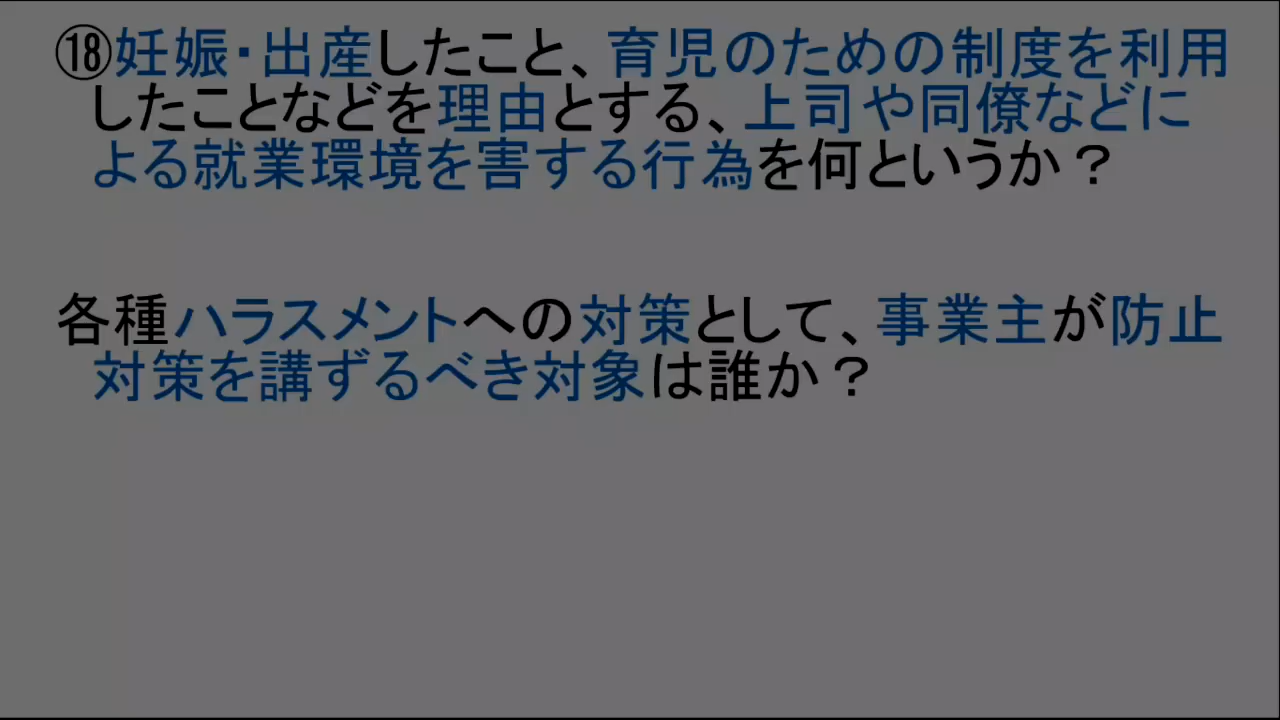 ⑱妊娠・出産したこと、育児のための制度を利用
したことなどを理由とする、上司や同僚などに
よる就業環境を害する行為を何というか？
各種ハラスメントへの対策として、事業主が防止
対策を講ずるべき対象は誰か？